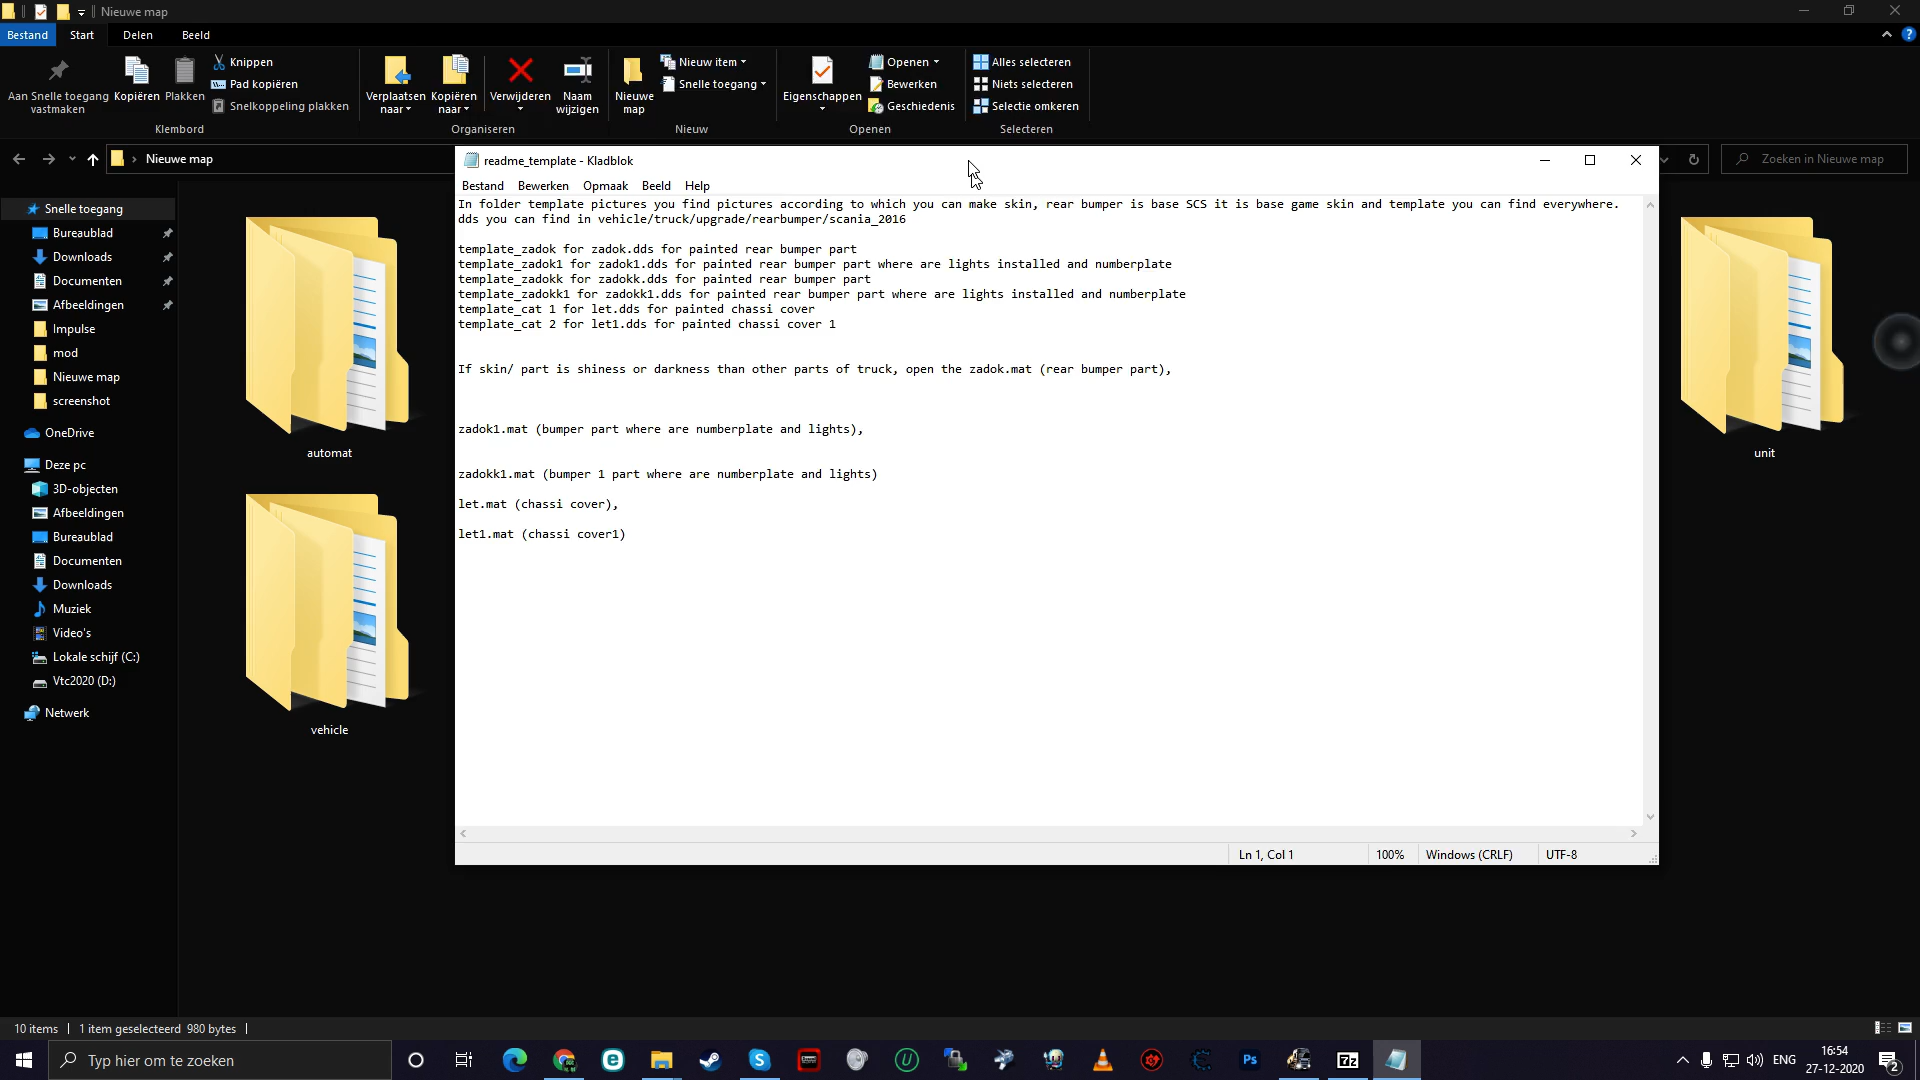 Nieuwe map
Bestand Start Delen Beeld
Aan Snelle toegang vastmaken
Kopiëren
Plakken
Knippen
Pad kopiëren
Snelkoppeling plakken
Klembord
Verplaatsen naar
Kopiëren naar
Verwijderen
Naam wijzigen
Organiseren
Nieuwe map
Nieuw item
Snelle toegang
Nieuw
Eigenschappen
Openen
Bewerken
Geschiedenis
Openen
Alles selecteren
Niets selecteren
Selectie omkeren
Selecteren
Nieuwe map
Zoeken in Nieuwe map
Snelle toegang
Bureaublad
Downloads
Documenten
Afbeeldingen
Impulse
mod
Nieuwe map
screenshot
OneDrive
Deze pc
3D-objecten
Afbeeldingen
Bureaublad
Documenten
Downloads
Muziek
Video's
Lokale schijf (C:)
Vtc2020 (D:)
Netwerk
automat
vehicle
unit
readme_template - Kladblok
Bestand Bewerken Opmaak Beeld Help
In folder template pictures you find pictures according to which you can make skin, rear bumper is base SCS it is base game skin and template you can find everywhere.
dds you can find in vehicle/truck/upgrade/rearbumper/scania_2016
template_zadok for zadok.dds for painted rear bumper part
template_zadok1 for zadok1.dds for painted rear bumper part where are lights installed and numberplate
template_zadokk for zadokk.dds for painted rear bumper part
template_zadokk1 for zadokk1.dds for painted rear bumper part where are lights installed and numberplate
template_cat 1 for let.dds for painted chassi cover
template_cat 2 for let1.dds for painted chassi cover 1
If skin/ part is shiness or darkness than other parts of truck, open the zadok.mat (rear bumper part),
zadok1.mat (bumper part where are numberplate and lights),
zadokk1.mat (bumper 1 part where are numberplate and lights)
let.mat (chassi cover),
let1.mat (chassi cover1)
Ln 1, Col 1 100% Windows (CRLF) UTF-8
10 items 1 item geselecteerd 980 bytes
Typ hier om te zoeken
Ps
7z
ENG
16:54
27-12-2020
2